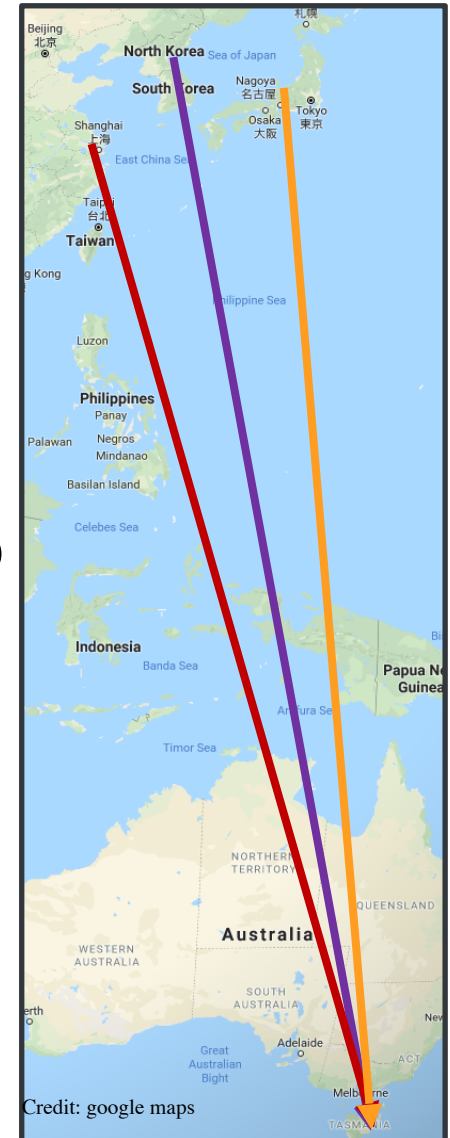 札幌
Beijing
北京
North Korea
Sea of Japan
South Korea
Nagoya
名古屋
Tokyo
東京
Osaka
大阪
Shanghai
上海
East China Sea
Taipei
台北
Taiwan
g Kong
Philippine Sea
Luzon
Philippines
Panay
Negros
Palawan
Mindanao
Basilan Island
Celebes Sea
)
Indonesia
Bi
Banda Sea
Papua Ne
Guinea
Arafura Se
Timor Sea
NORTHERN
TERRITORY
QUEENSLAND
Australia
WESTERN
AUSTRALIA
SOUTH
AUSTRALIA
erth
New
Adelaide
Great
Australian
Bight
ACT
Melbourne
Credit: google maps
TASMANIA